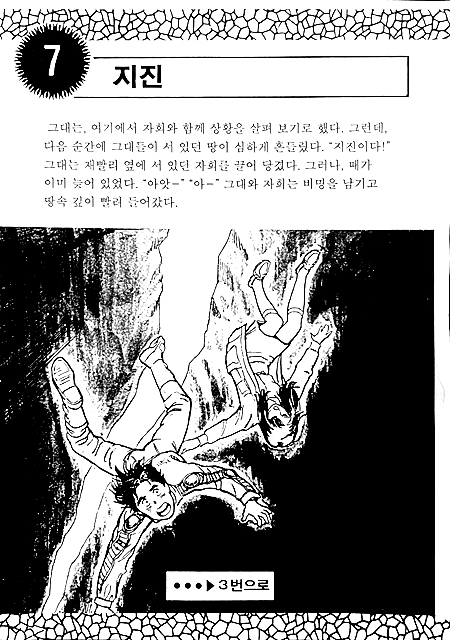 7
지진
그대는, 여기에서 자희와 함께 상황을 살펴 보기로 했다. 그런데,
다음 순간에 그대들이 서 있던 땅이 심하게 흔들렸다. “지진이다!”
그대는 재빨리 옆에 서 있던 자희를 끌어 당겼다. 그러나, 때가
이미 늦어 있었다. “아앗—” “아—” 그대와 자희는 비명을 남기고
땅속 깊이 빨려 들어갔다.
•••▶3번으로